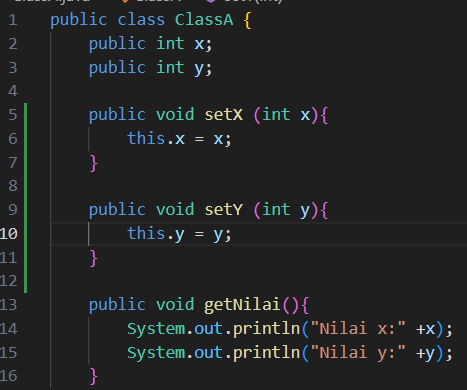 1 public class ClassA {
2 public int x;
3 public int y;
4
5 public void setX (int x){
6 this.x = x;
7 }
8
9 public void setY (int y){
10 this.y = y;
11 }
12
13 public void getNilai(){
14 System.out.println("Nilai x:" +x);
15 System.out.println("Nilai y:" +y);
16 }